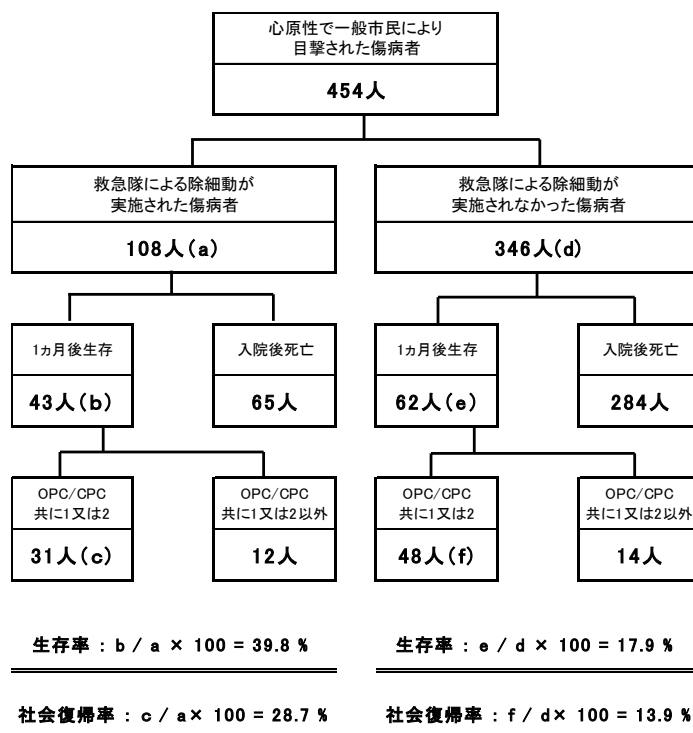 心原性で一般市民により
目撃された傷病者
454人
救急隊による除細動が
実施された傷病者
108人(a)
救急隊による除細動が
実施されなかった傷病者
346人(d)
1ヵ月後生存
43人(b)
入院後死亡
65人
1ヵ月後生存
62人(e)
入院後死亡
284人
OPC/CPC
共に1又は2
31人(c)
OPC/CPC
共に1又は2以外
12人
OPC/CPC
共に1又は2
48人(f)
OPC/CPC
共に1又は2以外
14人
生存率 : b / a × 100 = 39.8 %
生存率 : e / d × 100 = 17.9 %
社会復帰率 : c / a× 100 = 28.7 %
社会復帰率 : f / d× 100 = 13.9 %